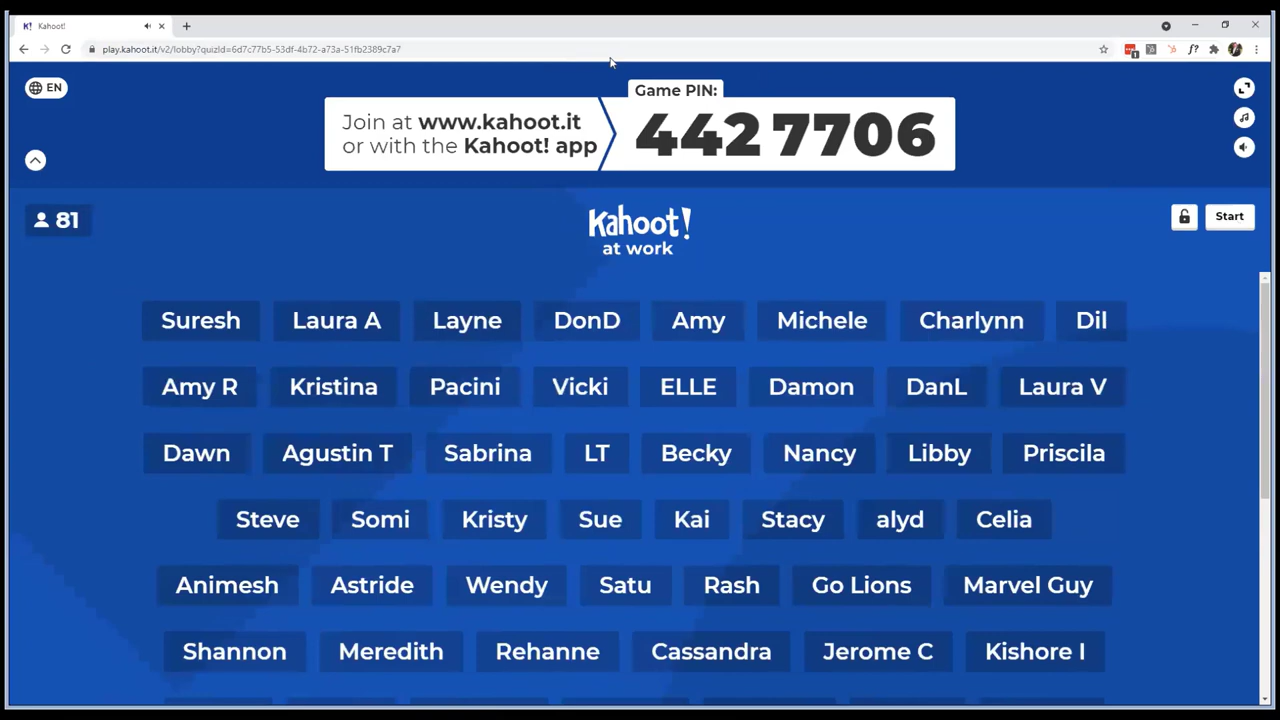 Kahoot!
play.kahoot.it/v2/lobby?quizId=6d7c77b5-53df-4b72-a73a-51fb2389c7a7
1
EN
Game PIN:
Join at www.kahoot.it
or with the Kahoot! app
442 7706
81
Kahoot!
at work
Start
Suresh Laura A Layne DonD Amy Michele Charlynn Dil
Amy R Kristina Pacini Vicki ELLE Damon DanL Laura V
Dawn Agustin T Sabrina LT Becky Nancy Libby Priscila
Steve Somi Kristy Sue Kai Stacy alyd Celia
Animesh Astride Wendy Satu Rash Go Lions Marvel Guy
Shannon Meredith Rehanne Cassandra Jerome C Kishore I